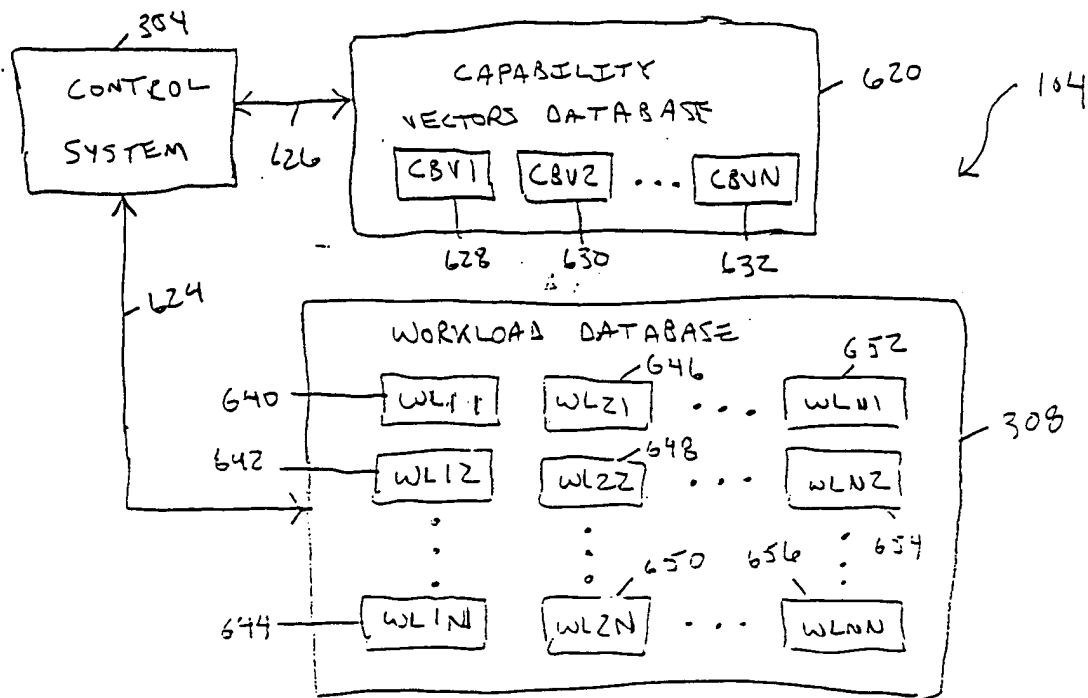 304
CONTROL
SYSTEM
626
CAPABILITY
VECTORS DATABASE
CBV1 CBV2 ... CBVN
620
104
628 630 632
624
WORKLOAD DATABASE
640 WL11 646 WL21 ... 652 WLN1
308
642 WL12 648 WL22 ... WLN2
654
644 WL1N 650 WL2N ... 656 WLNN